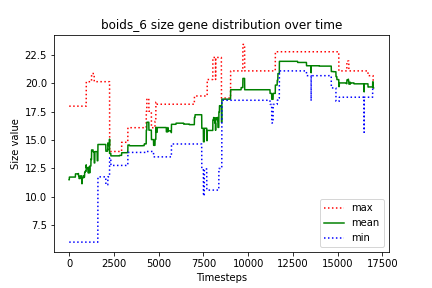 boids_6 size gene distribution over time
Size value
22.5
20.0
17.5
15.0
12.5
10.0
7.5
max
mean
min
0 2500 5000 7500 10000 12500 15000 17500
Timesteps